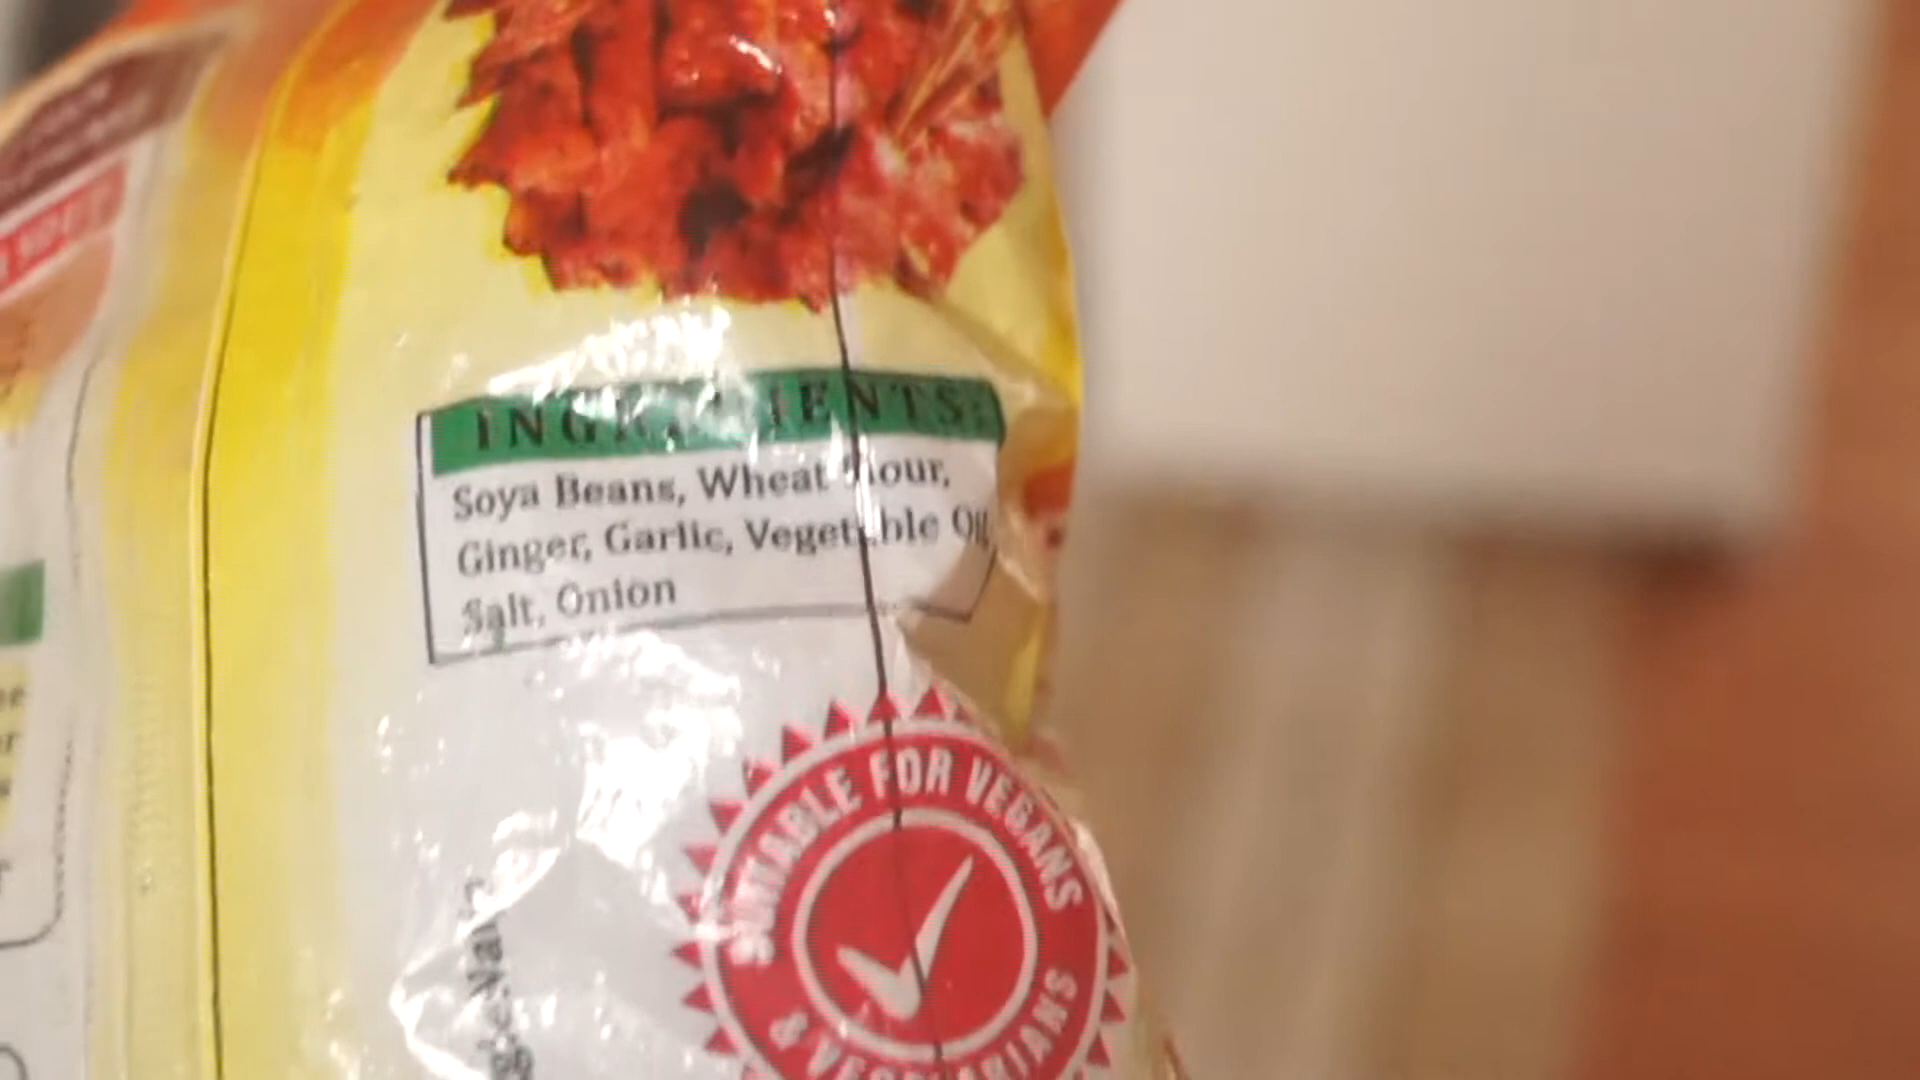 INGREDIENTS:
Soya Beans, Wheat Flour,
Ginger, Garlic, Vegetable Oil,
Salt, Onion
SUITABLE FOR VEGANS
& VEGETARIANS